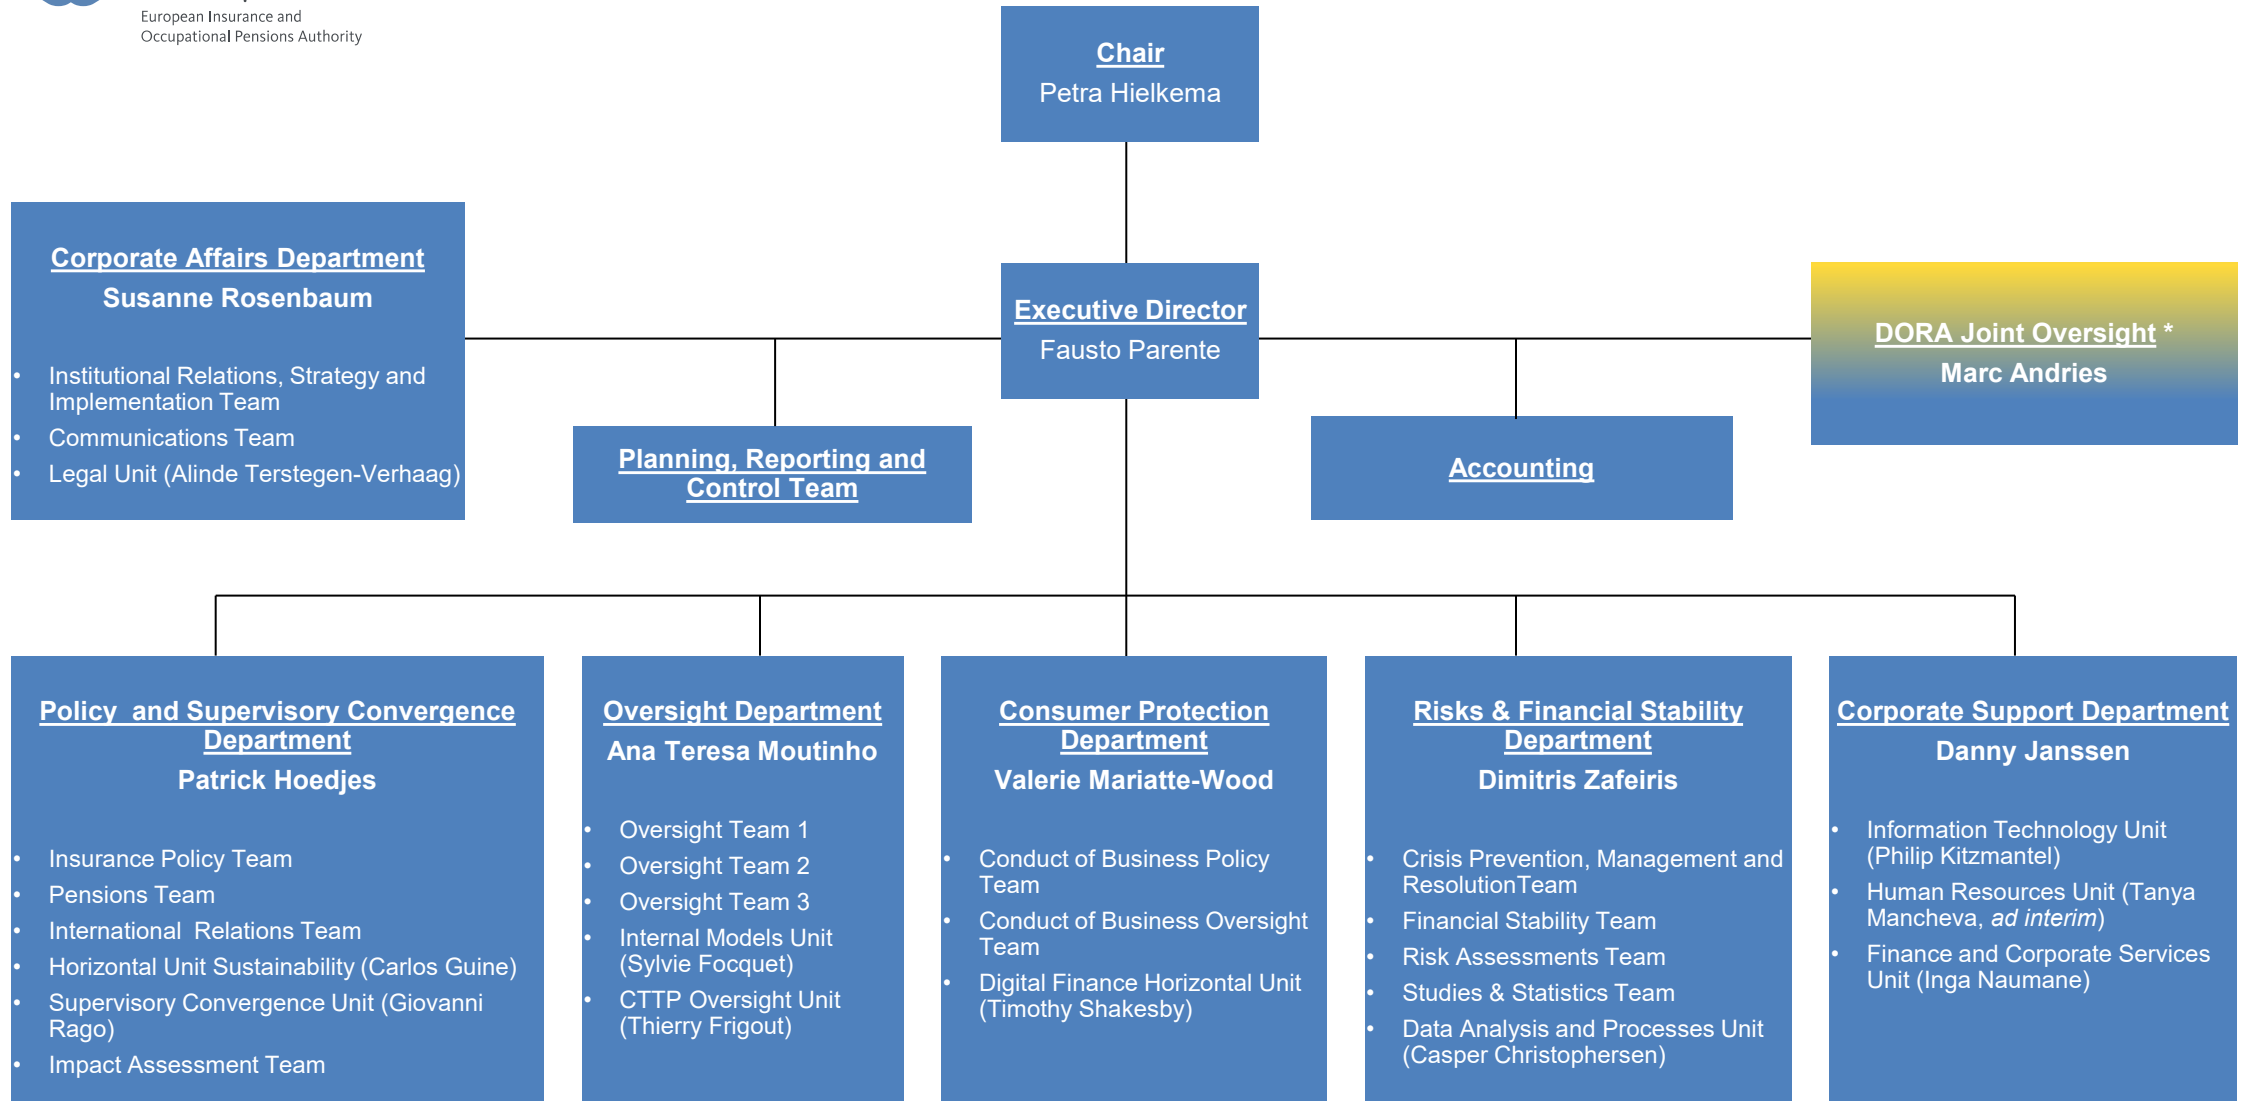 European Insurance and
Occupational Pensions Authority
Chair
Petra Hielkema
Corporate Affairs Department
Susanne Rosenbaum
• Institutional Relations, Strategy and
Implementation Team
• Communications Team
• Legal Unit (Alinde Terstegen-Verhaag)
Executive Director
Fausto Parente
DORA Joint Oversight *
Marc Andries
Planning, Reporting and
Control Team
Accounting
Policy and Supervisory Convergence
Department
Patrick Hoedjes
• Insurance Policy Team
• Pensions Team
• International Relations Team
• Horizontal Unit Sustainability (Carlos Guine)
• Supervisory Convergence Unit (Giovanni
Rago)
• Impact Assessment Team
Oversight Department
Ana Teresa Moutinho
• Oversight Team 1
• Oversight Team 2
• Oversight Team 3
• Internal Models Unit
(Sylvie Focquet)
• CTTP Oversight Unit
(Thierry Frigout)
Consumer Protection
Department
Valerie Mariatte-Wood
• Conduct of Business Policy
Team
• Conduct of Business Oversight
Team
• Digital Finance Horizontal Unit
(Timothy Shakesby)
Risks & Financial Stability
Department
Dimitris Zafeiris
• Crisis Prevention, Management and
ResolutionTeam
• Financial Stability Team
• Risk Assessments Team
• Studies & Statistics Team
• Data Analysis and Processes Unit
(Casper Christophersen)
Corporate Support Department
Danny Janssen
• Information Technology Unit
(Philip Kitzmantel)
• Human Resources Unit (Tanya
Mancheva, ad interim)
• Finance and Corporate Services
Unit (Inga Naumane)